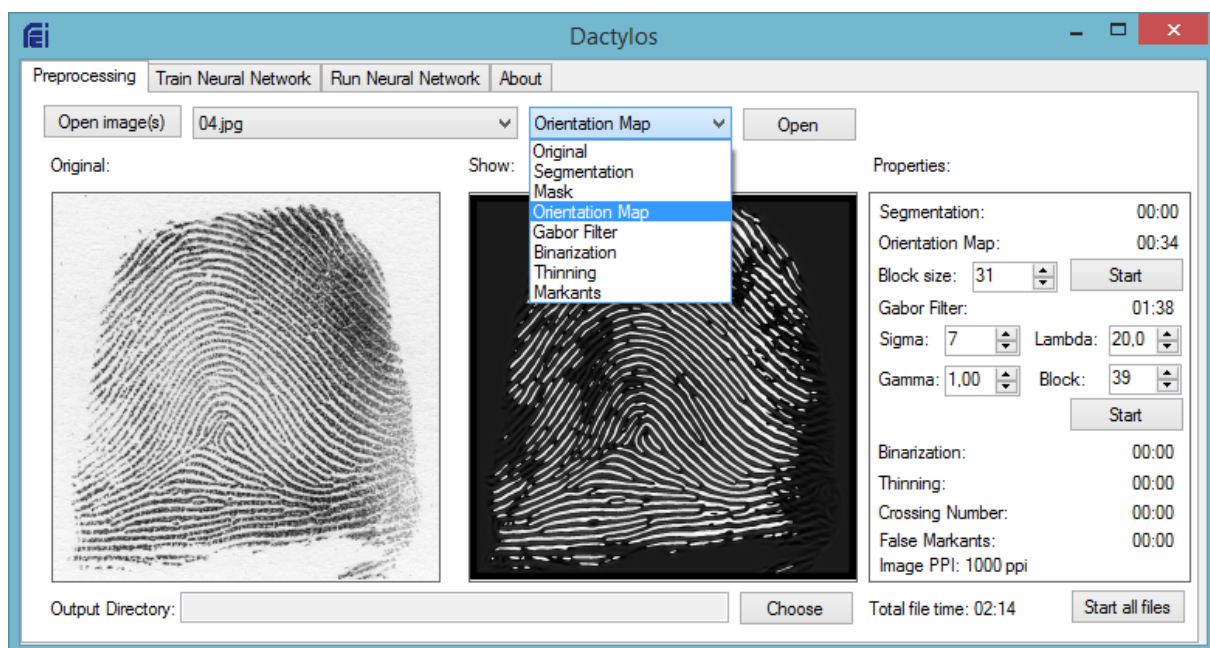 Dactylos
Preprocessing Train Neural Network Run Neural Network About
Open image(s) 04.jpg Orientation Map Open
Original: Show: Properties:
Original
Segmentation
Mask
Orientation Map
Gabor Filter
Binarization
Thinning
Markants
Segmentation: 00:00
Orientation Map: 00:34
Block size: 31 Start
Gabor Filter: 01:38
Sigma: 7 Lambda: 20,0
Gamma: 1,00 Block: 39
Start
Binarization: 00:00
Thinning: 00:00
Crossing Number: 00:00
False Markants: 00:00
Image PPI: 1000 ppi
Output Directory: Choose Total file time: 02:14 Start all files